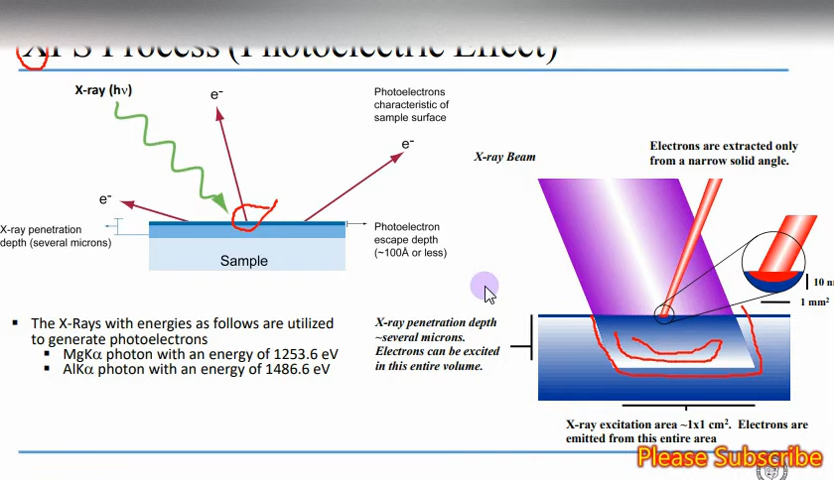 XPS Process (Photoelectric Effect)
X-ray (hν)
e-
Photoelectrons
characteristic of
sample surface
e-
e-
X-ray penetration
depth (several microns)
Photoelectron
escape depth
(~100Å or less)
Sample
▪ The X-Rays with energies as follows are utilized
to generate photoelectrons
▪ MgKα photon with an energy of 1253.6 eV
▪ AlKα photon with an energy of 1486.6 eV
X-ray Beam
Electrons are extracted only
from a narrow solid angle.
10 n
1 mm²
X-ray penetration depth
~several microns.
Electrons can be excited
in this entire volume.
X-ray excitation area ~1x1 cm². Electrons are
emitted from this entire area
Please Subscribe